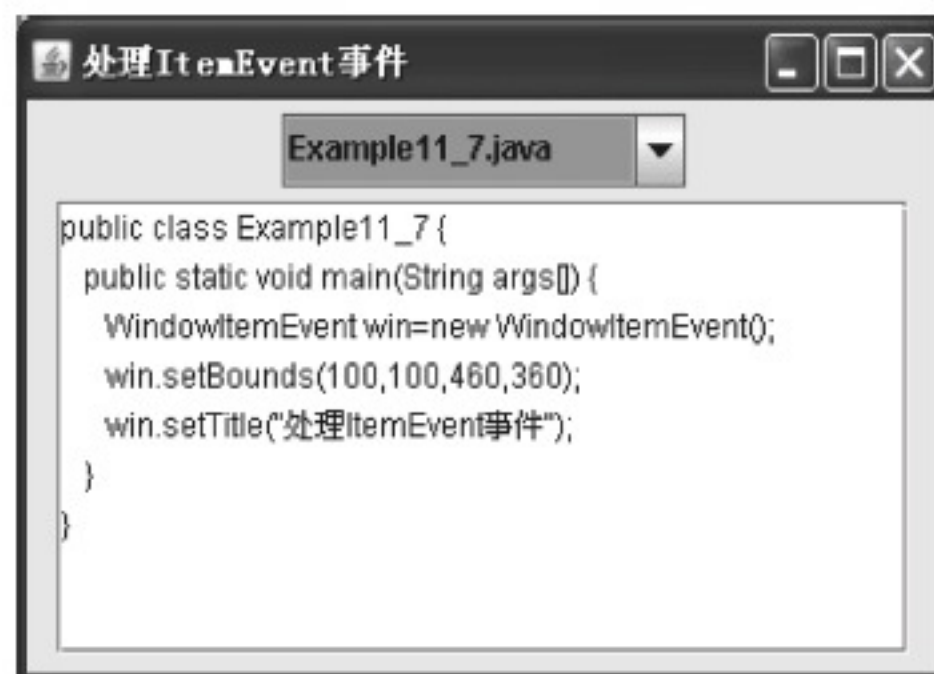 处理ItemEvent事件
Example11_7.java
public class Example11_7 {
public static void main(String args[]) {
WindowItemEvent win=new WindowItemEvent();
win.setBounds(100,100,460,360);
win.setTitle("处理ItemEvent事件");
}
}